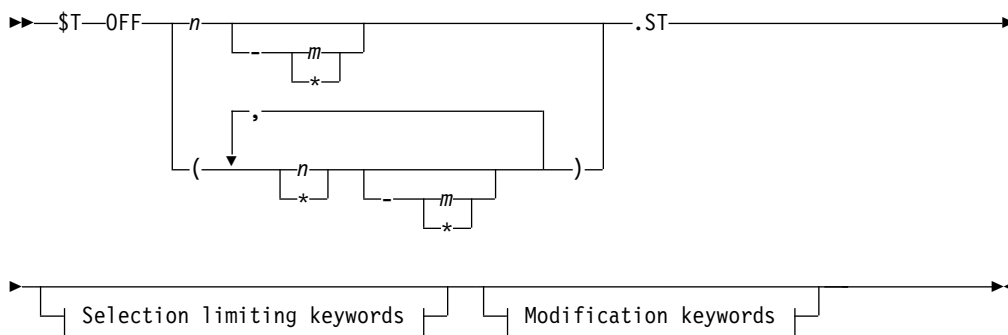 $T OFF n .ST
- m
*
,
( n )
* - m
*
Selection limiting keywords Modification keywords